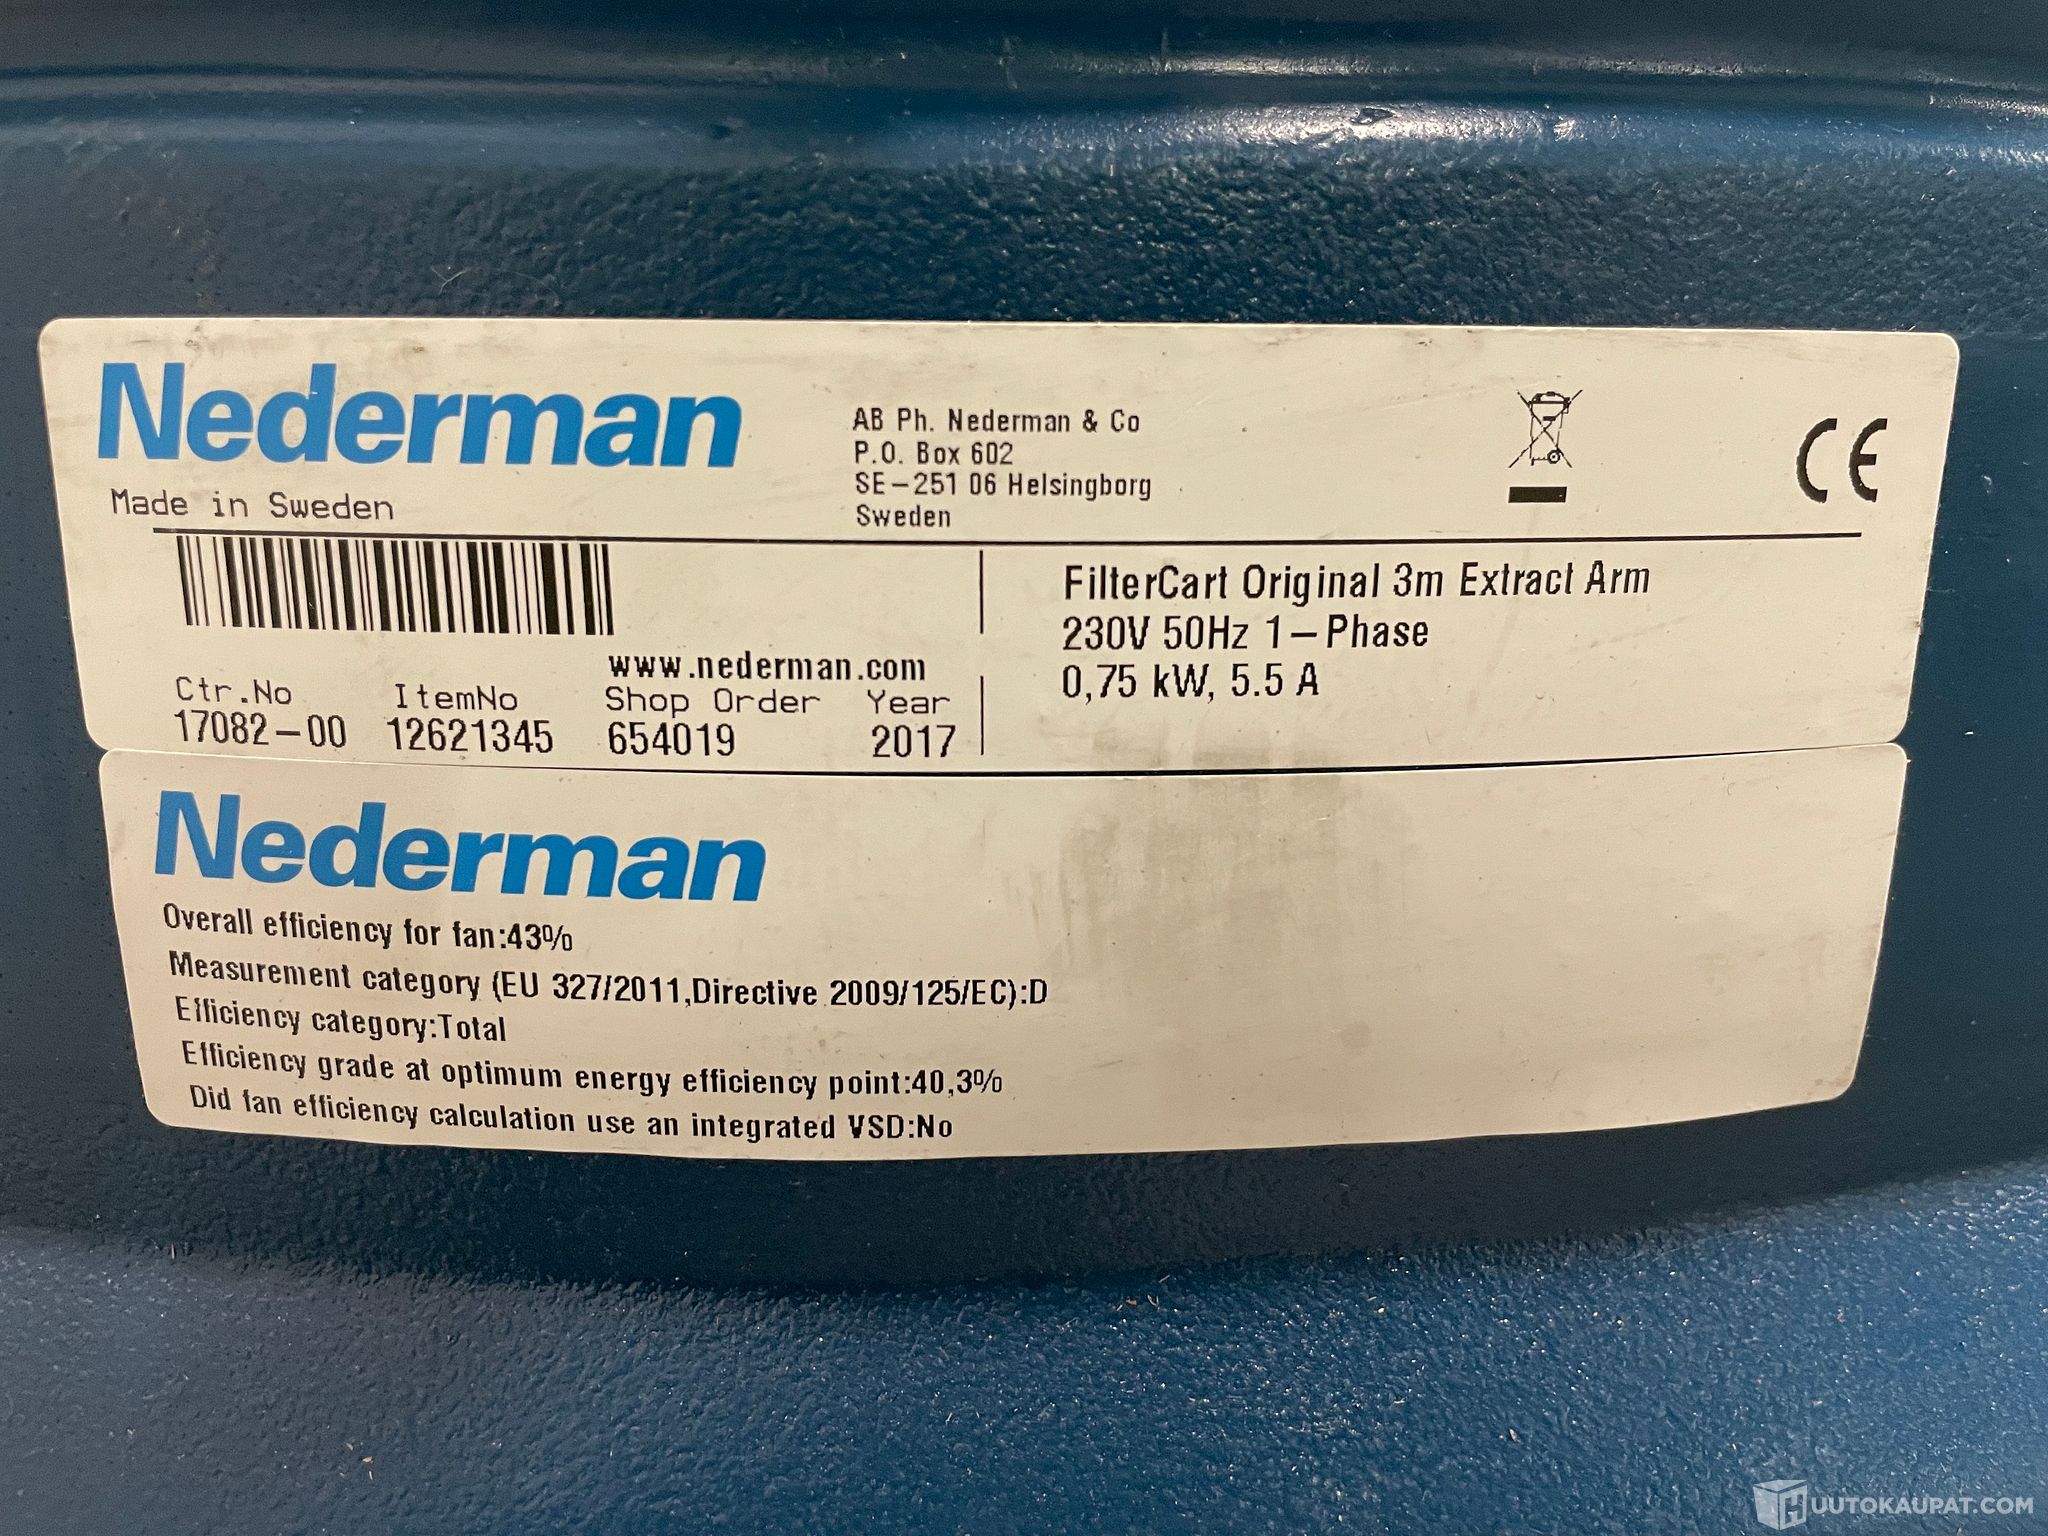 Nederman
Made in Sweden
AB Ph. Nederman & Co
P.O. Box 602
SE-251 06 Helsingborg
Sweden
CE
www.nederman.com
Ctr.No ItemNo Shop Order Year
17082-00 12621345 654019 2017
FilterCart Original 3m Extract Arm
230V 50Hz 1-Phase
0,75 kW, 5.5 A
Nederman
Overall efficiency for fan:43%
Measurement category (EU 327/2011,Directive 2009/125/EC):D
Efficiency category:Total
Efficiency grade at optimum energy efficiency point:40,3%
Did fan efficiency calculation use an integrated VSD:No
HUUTOKAUPAT.COM